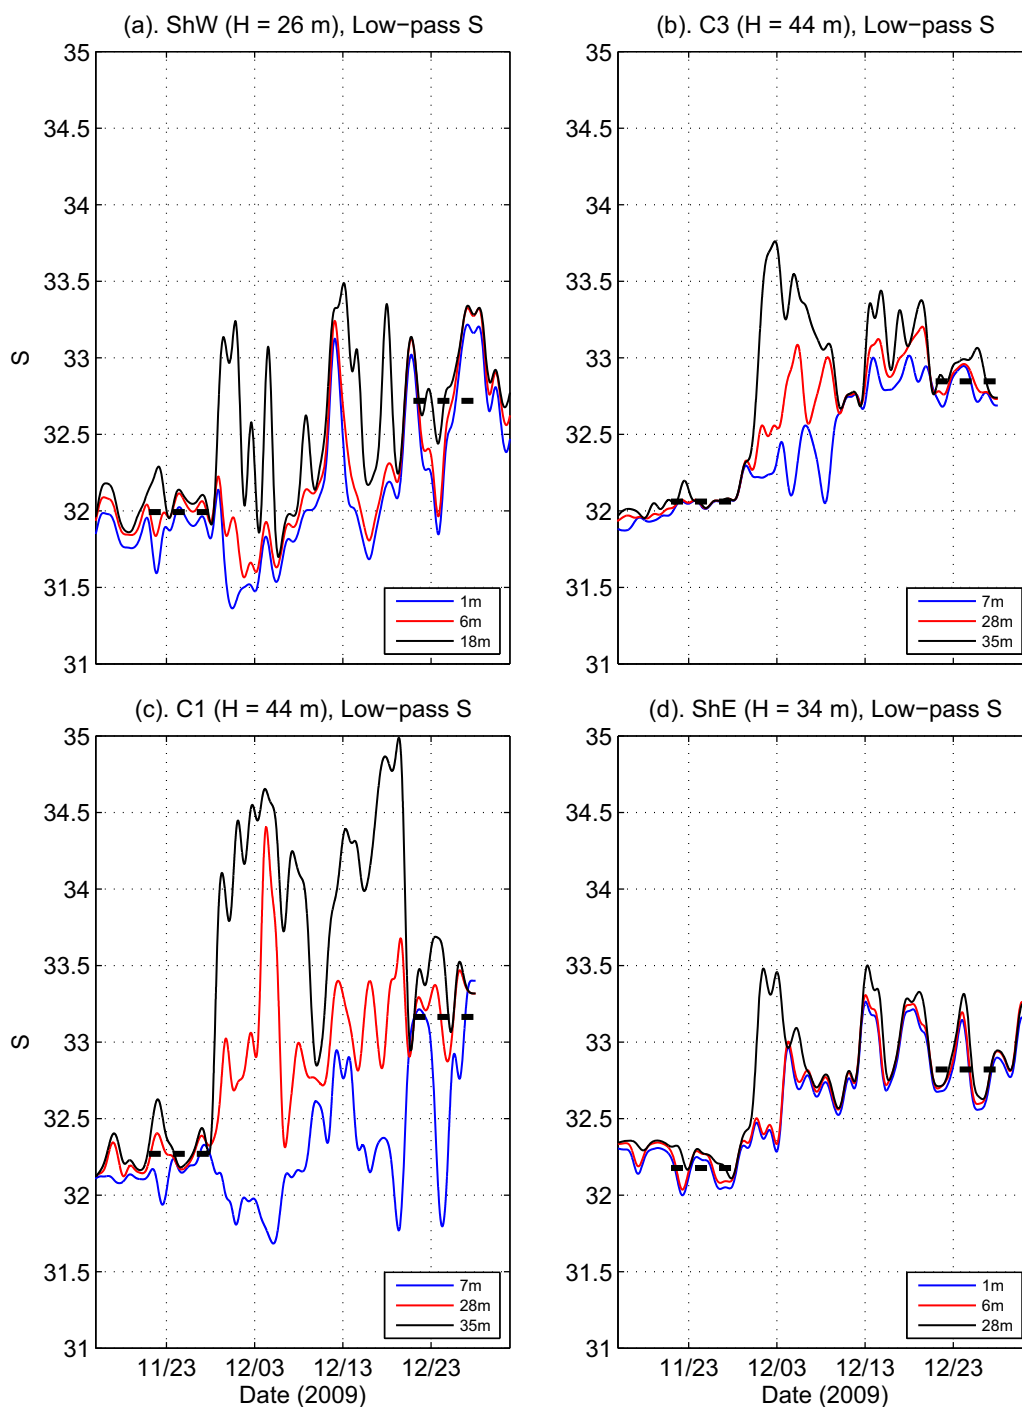 (a). ShW (H = 26 m), Low−pass S
(b). C3 (H = 44 m), Low−pass S
35
34.5
34
33.5
33
32.5
32
31.5
31
S
1m
6m
18m
35
34.5
34
33.5
33
32.5
32
31.5
31
7m
28m
35m
(c). C1 (H = 44 m), Low−pass S
(d). ShE (H = 34 m), Low−pass S
35
34.5
34
33.5
33
32.5
32
31.5
31
S
7m
28m
35m
11/23
12/03
12/13
12/23
Date (2009)
35
34.5
34
33.5
33
32.5
32
31.5
31
1m
6m
28m
11/23
12/03
12/13
12/23
Date (2009)